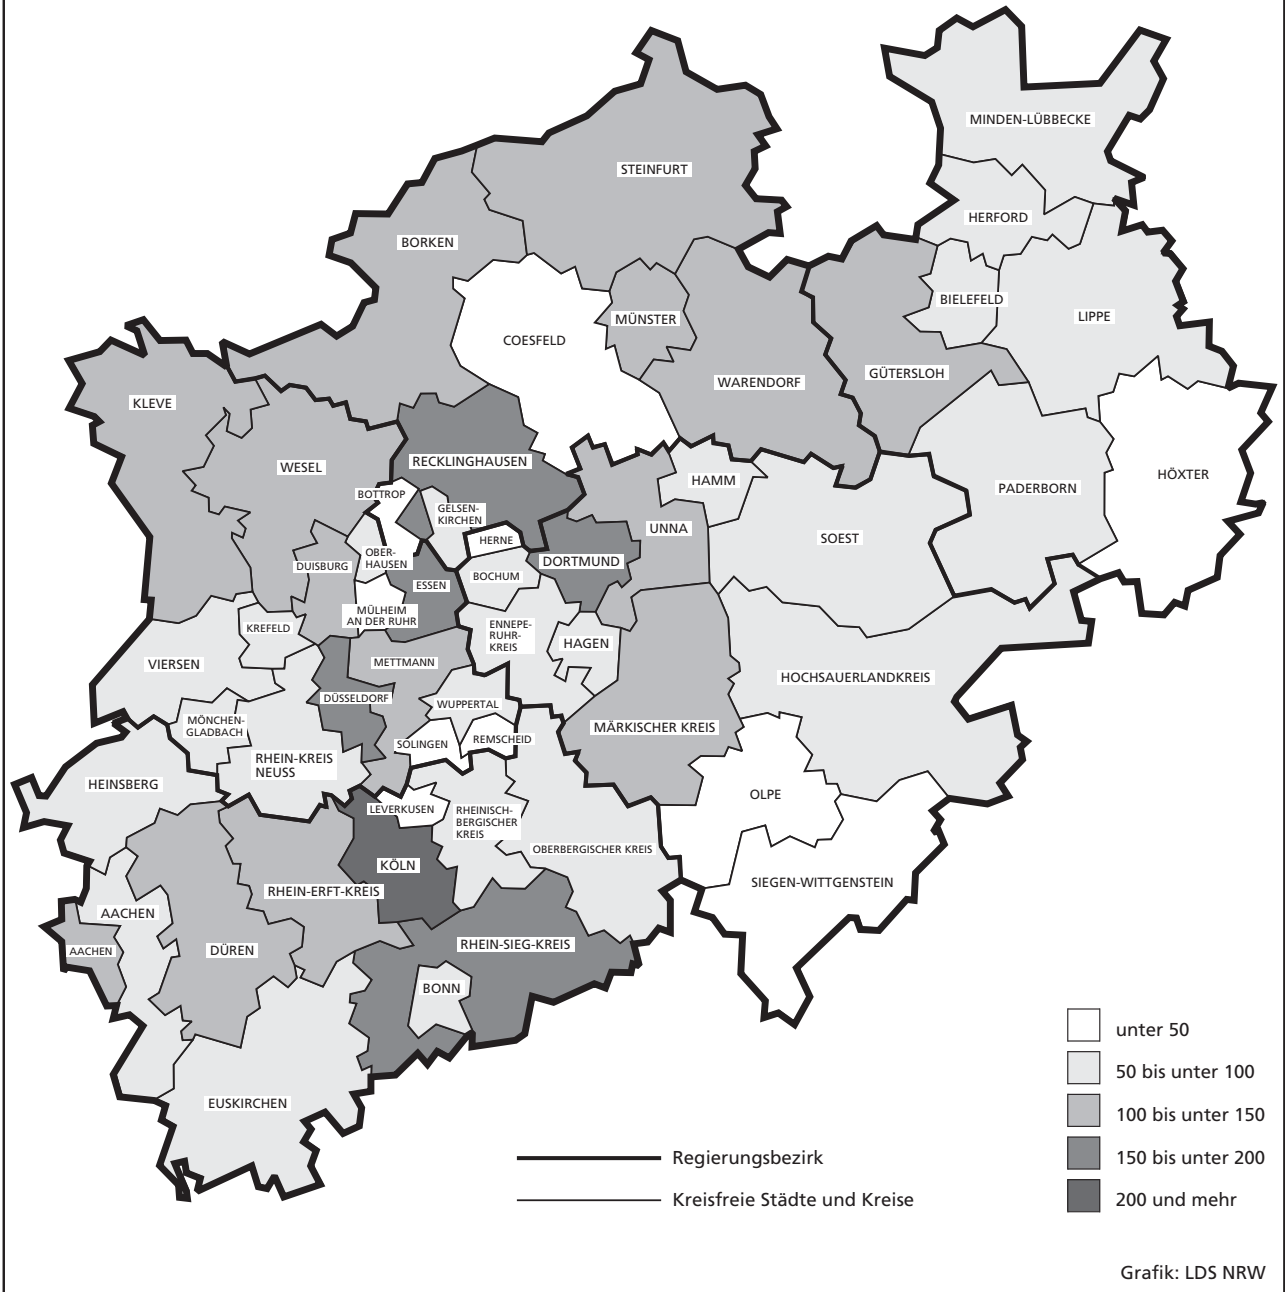 MINDEN-LÜBBECKE
STEINFURT
HERFORD
BORKEN
BIELEFELD
LIPPE
MÜNSTER
COESFELD
GÜTERSLOH
WARENDORF
KLEVE
RECKLINGHAUSEN
WESEL
HÖXTER
HAMM
PADERBORN
BOTTROP
GELSEN-
KIRCHEN
UNNA
SOEST
HERNE
OBER-
HAUSEN
DORTMUND
DUISBURG
BOCHUM
ESSEN
MÜLHEIM
AN DER RUHR
KREFELD
ENNEPE-
RUHR-
KREIS
HAGEN
VIERSEN
METTMANN
HOCHSAUERLANDKREIS
DÜSSELDORF
WUPPERTAL
MÖNCHEN-
GLADBACH
MÄRKISCHER KREIS
SOLINGEN
REMSCHEID
RHEIN-KREIS
NEUSS
HEINSBERG
OLPE
LEVERKUSEN
RHEINISCH-
BERGISCHER
KREIS
OBERBERGISCHER KREIS
KÖLN
SIEGEN-WITTGENSTEIN
RHEIN-ERFT-KREIS
AACHEN
AACHEN
DÜREN
RHEIN-SIEG-KREIS
BONN
EUSKIRCHEN
unter 50
50 bis unter 100
100 bis unter 150
150 bis unter 200
200 und mehr
Regierungsbezirk
Kreisfreie Städte und Kreise
Grafik: LDS NRW